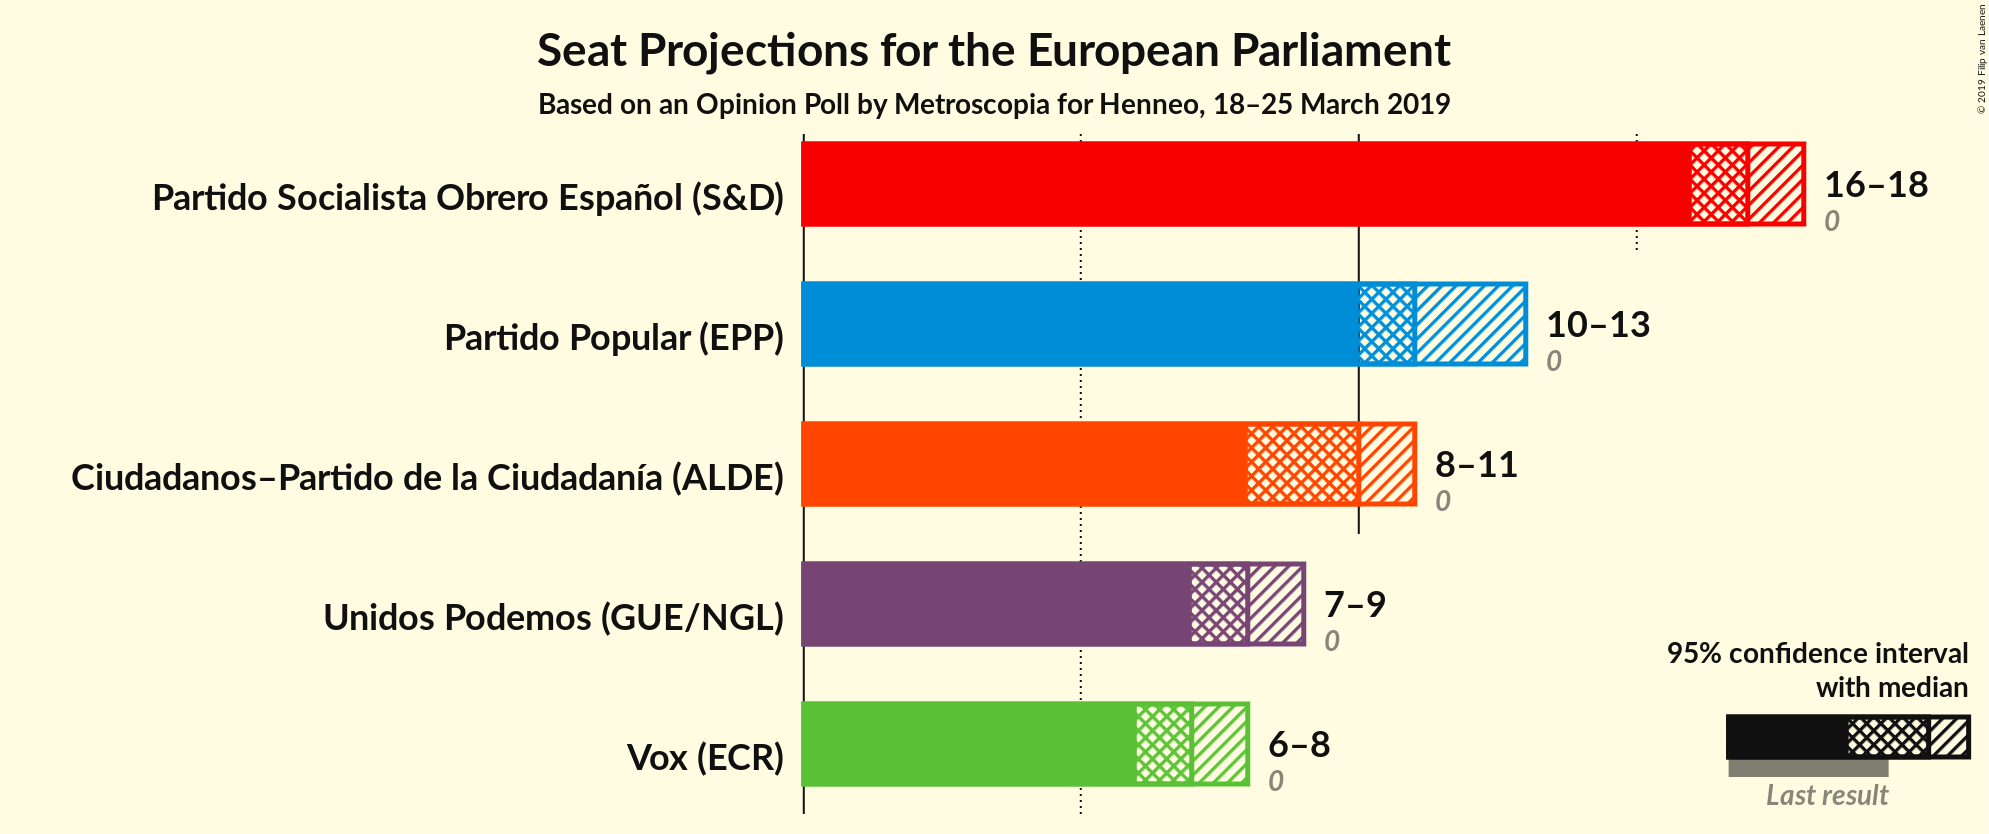 Seat Projections for the European Parliament
Based on an Opinion Poll by Metroscopia for Henneo, 18–25 March 2019
© 2019 Filip van Laenen
Partido Socialista Obrero Español (S&D)
16–18
0
Partido Popular (EPP)
10–13
0
Ciudadanos–Partido de la Ciudadanía (ALDE)
8–11
0
Unidos Podemos (GUE/NGL)
7–9
0
Vox (ECR)
6–8
0
95% confidence interval
with median
Last result